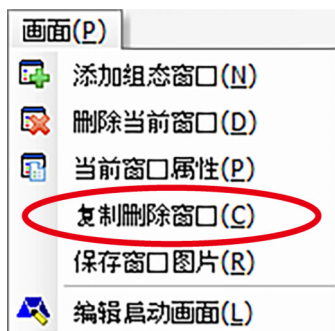 画面(P)
添加组态窗口(N)
删除当前窗口(D)
当前窗口属性(P)
复制删除窗口(C)
保存窗口图片(R)
编辑启动画面(L)